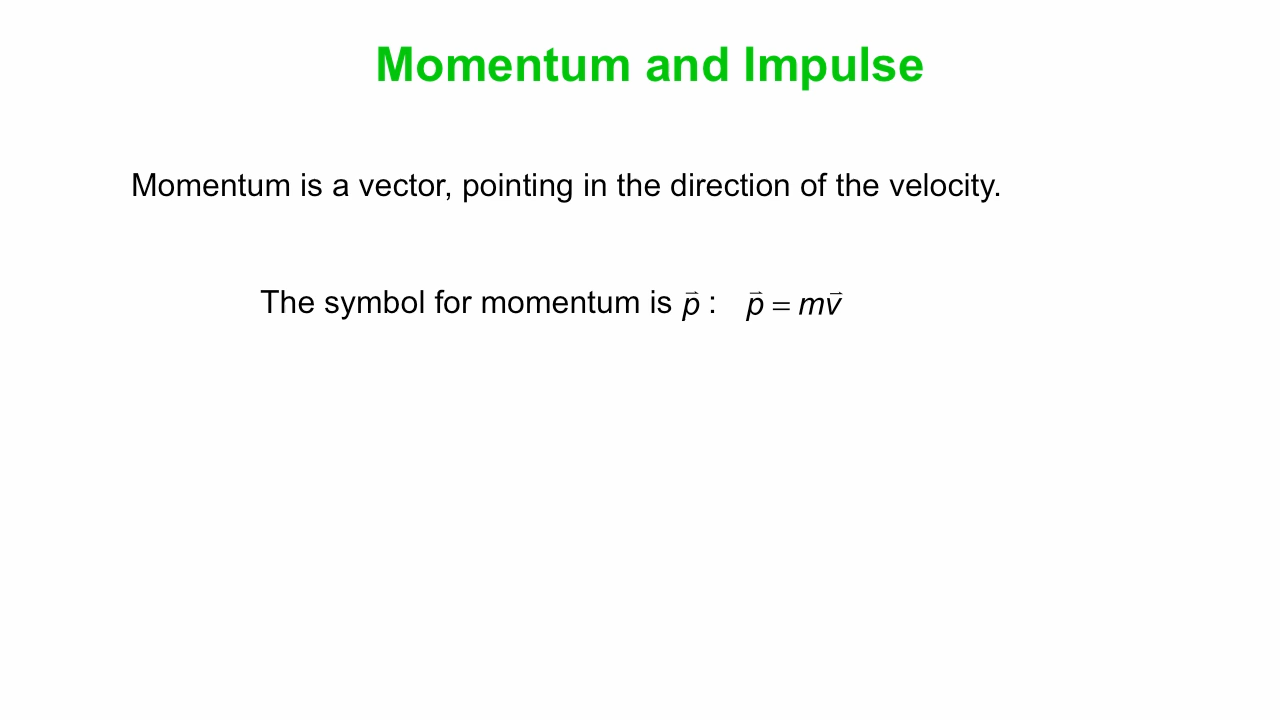 Momentum and Impulse
Momentum is a vector, pointing in the direction of the velocity.
The symbol for momentum is p⃗ : p⃗ = mv⃗